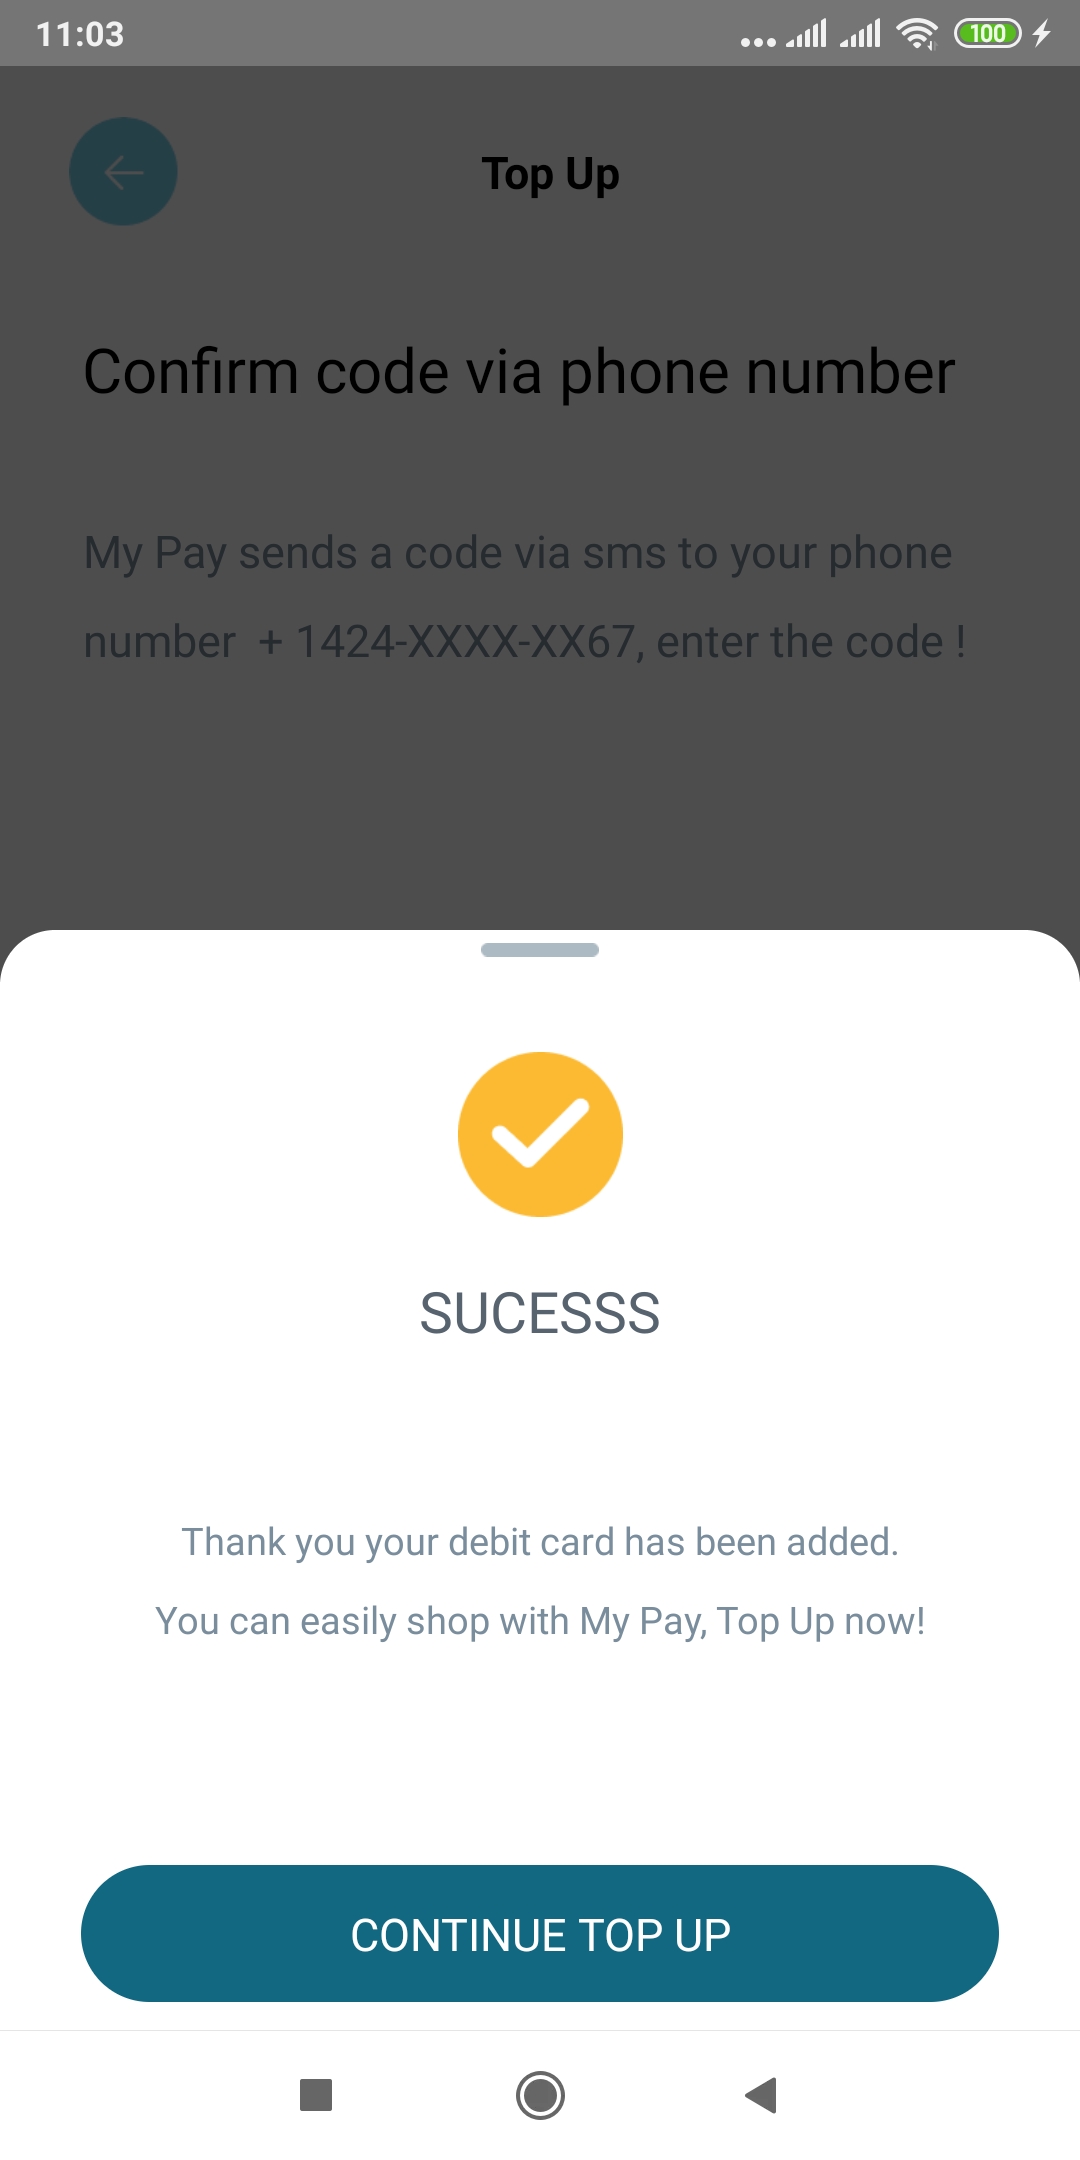 11:03
100
Top Up
Confirm code via phone number
My Pay sends a code via sms to your phone
number + 1424-XXXX-XX67, enter the code !
SUCESSS
Thank you your debit card has been added.
You can easily shop with My Pay, Top Up now!
CONTINUE TOP UP